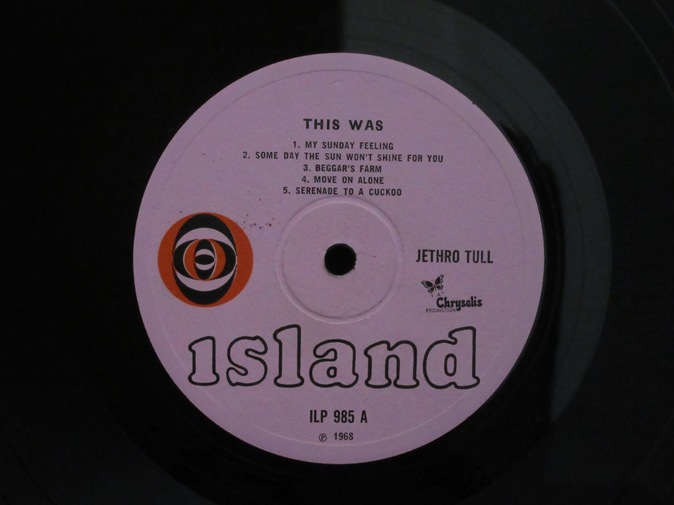 THIS WAS
1. MY SUNDAY FEELING
2. SOME DAY THE SUN WON'T SHINE FOR YOU
3. BEGGAR'S FARM
4. MOVE ON ALONE
5. SERENADE TO A CUCKOO
JETHRO TULL
A
Chrysalis
PRODUCTION
island
ILP 985 A
℗ 1968